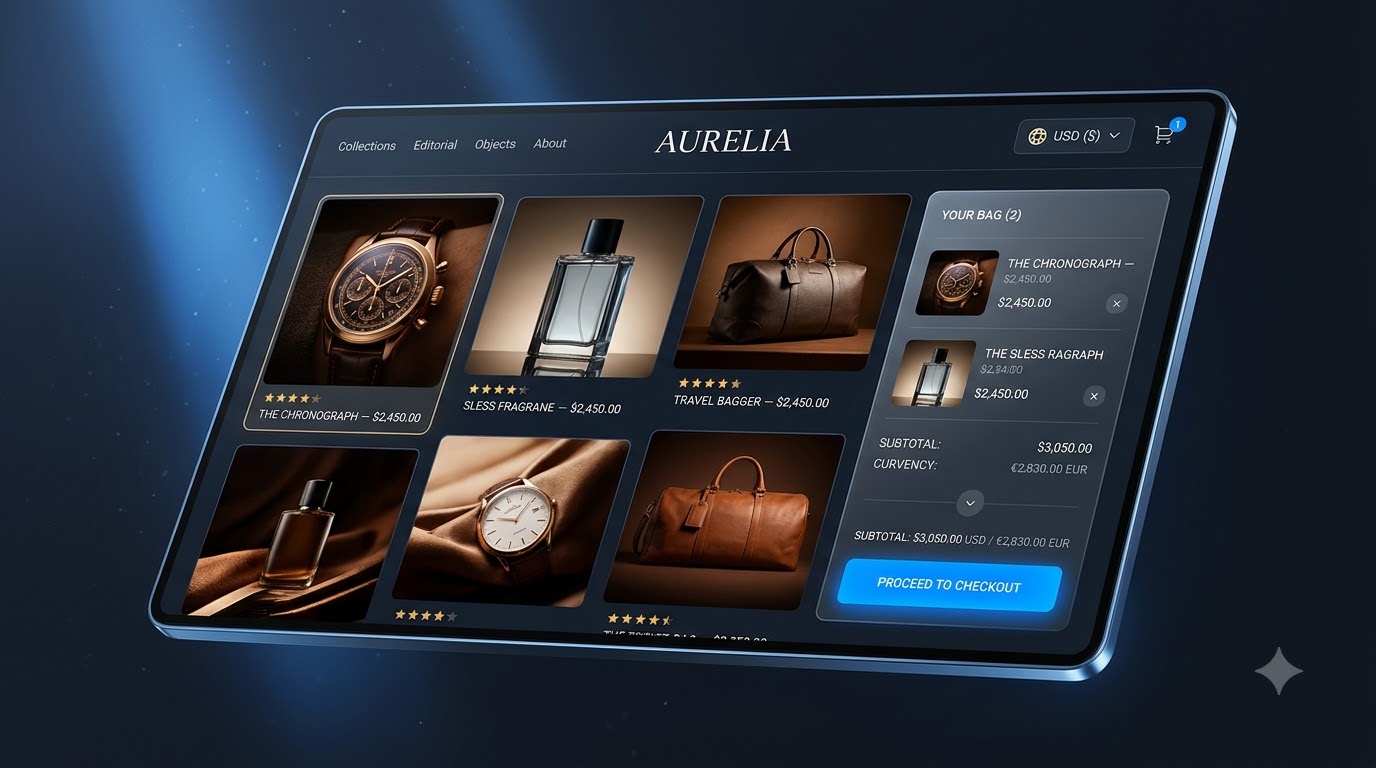 Collections Editorial Objects About
AURELIA
USD ($)
YOUR BAG (2)
THE CHRONOGRAPH —
$2,450.00
$2,450.00
THE SLESS RAGRAPH
$2,450.00
SUBTOTAL: $3,050.00
CURVENCY: €2.830.00 EUR
SUBTOTAL: $3,050.00 USD / €2,830.00 EUR
PROCEED TO CHECKOUT
THE CHRONOGRAPH — $2,450.00
SLESS FRAGRANE — $2,450.00
TRAVEL BAGGER — $2,450.00